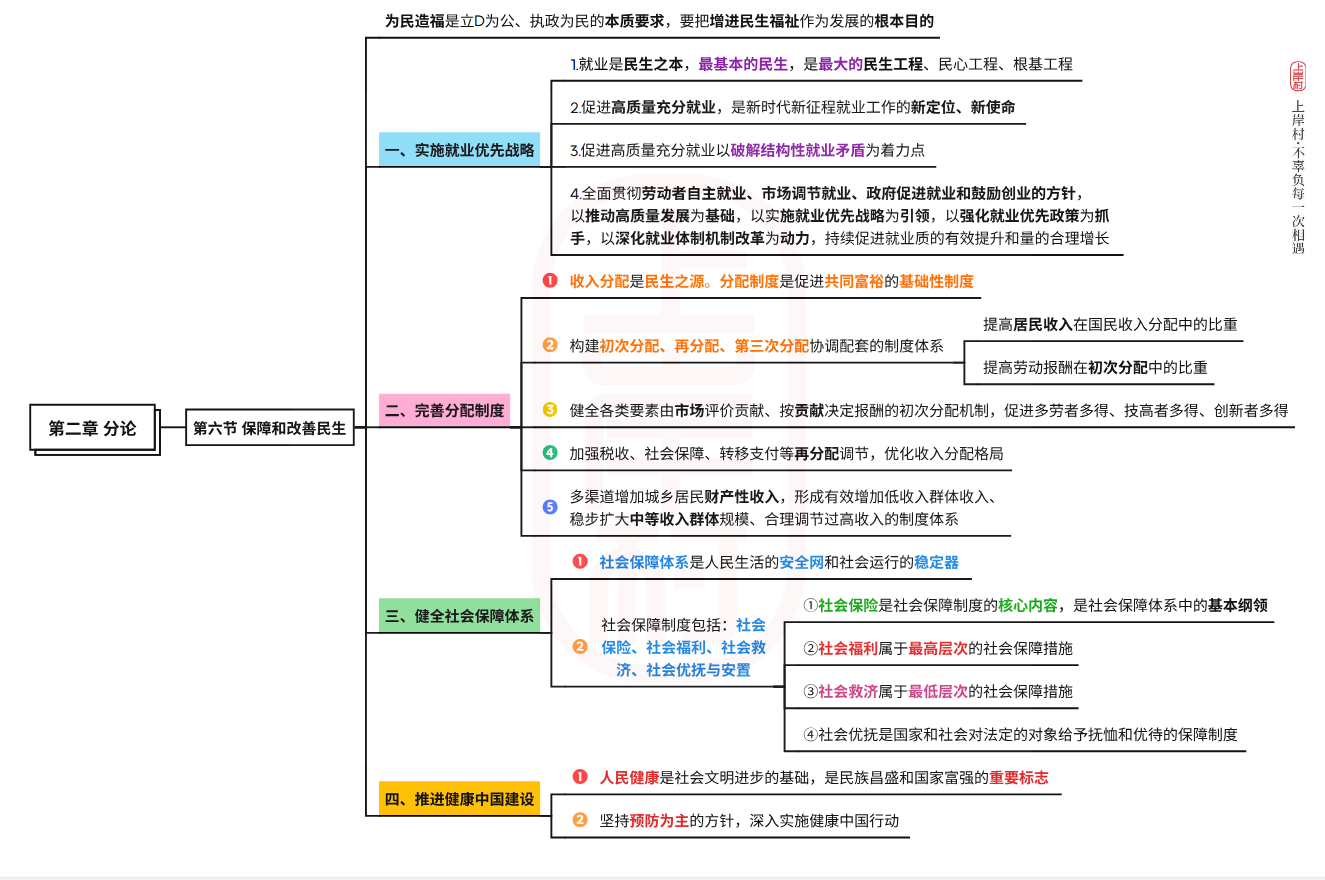 为民造福是立D为公、执政为民的本质要求，要把增进民生福祉作为发展的根本目的
1.就业是民生之本，最基本的民生，是最大的民生工程、民心工程、根基工程
2.促进高质量充分就业，是新时代新征程就业工作的新定位、新使命
一、实施就业优先战略
3.促进高质量充分就业以破解结构性就业矛盾为着力点
4.全面贯彻劳动者自主就业、市场调节就业、政府促进就业和鼓励创业的方针，
以推动高质量发展为基础，以实施就业优先战略为引领，以强化就业优先政策为抓
手，以深化就业体制机制改革为动力，持续促进就业质的有效提升和量的合理增长
1 收入分配是民生之源。分配制度是促进共同富裕的基础性制度
2 构建初次分配、再分配、第三次分配协调配套的制度体系
提高居民收入在国民收入分配中的比重
提高劳动报酬在初次分配中的比重
二、完善分配制度
3 健全各类要素由市场评价贡献、按贡献决定报酬的初次分配机制，促进多劳者多得、技高者多得、创新者多得
第二章 分论
第六节 保障和改善民生
4 加强税收、社会保障、转移支付等再分配调节，优化收入分配格局
5 多渠道增加城乡居民财产性收入，形成有效增加低收入群体收入、
稳步扩大中等收入群体规模、合理调节过高收入的制度体系
1 社会保障体系是人民生活的安全网和社会运行的稳定器
三、健全社会保障体系
2 社会保障制度包括：社会
保险、社会福利、社会救
济、社会优抚与安置
①社会保险是社会保障制度的核心内容，是社会保障体系中的基本纲领
②社会福利属于最高层次的社会保障措施
③社会救济属于最低层次的社会保障措施
④社会优抚是国家和社会对法定的对象给予抚恤和优待的保障制度
1 人民健康是社会文明进步的基础，是民族昌盛和国家富强的重要标志
四、推进健康中国建设
2 坚持预防为主的方针，深入实施健康中国行动
上岸村
上岸村·不辜负每一次相遇